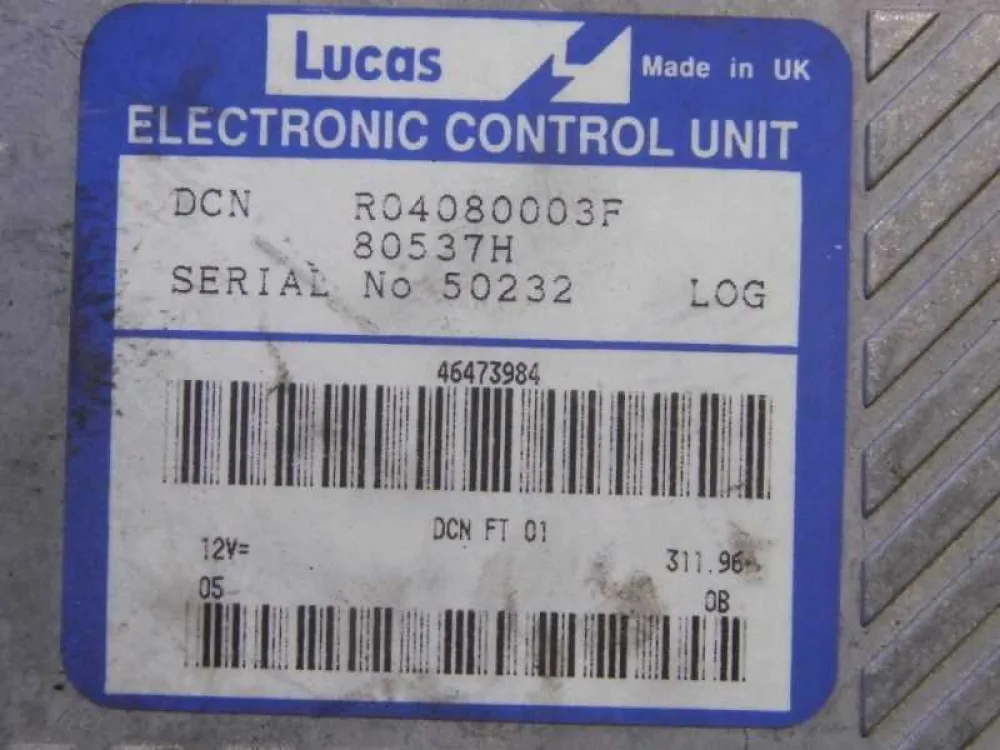 Lucas Made in UK
ELECTRONIC CONTROL UNIT
DCN R04080003F
80537H
SERIAL No 50232 LOG
46473984
DCN FT 01
12V= 311.96
05 0B